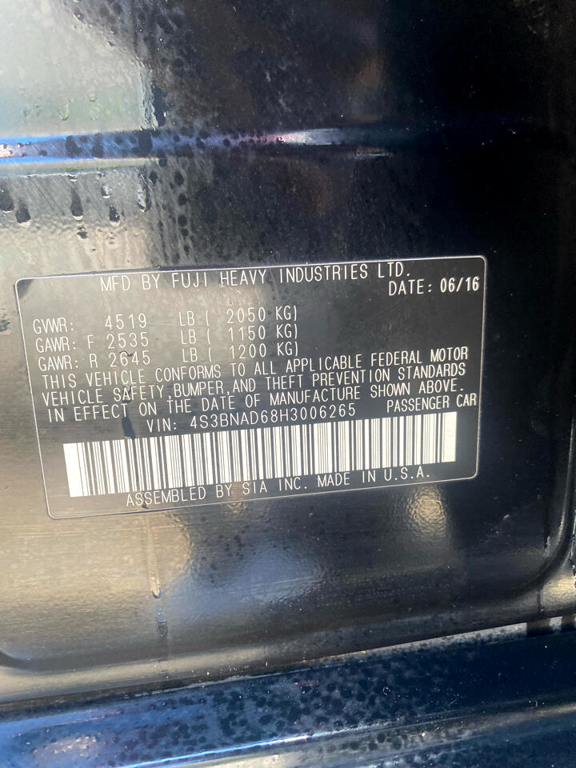 MFD BY FUJI HEAVY INDUSTRIES LTD.
DATE: 06/16
GVWR: 4519 LB ( 2050 KG)
GAWR: F 2535 LB ( 1150 KG)
GAWR: R 2645 LB ( 1200 KG)
THIS VEHICLE CONFORMS TO ALL APPLICABLE FEDERAL MOTOR
VEHICLE SAFETY,BUMPER,AND THEFT PREVENTION STANDARDS
IN EFFECT ON THE DATE OF MANUFACTURE SHOWN ABOVE.
VIN: 4S3BNAD68H3006265 PASSENGER CAR
ASSEMBLED BY SIA INC. MADE IN U.S.A.